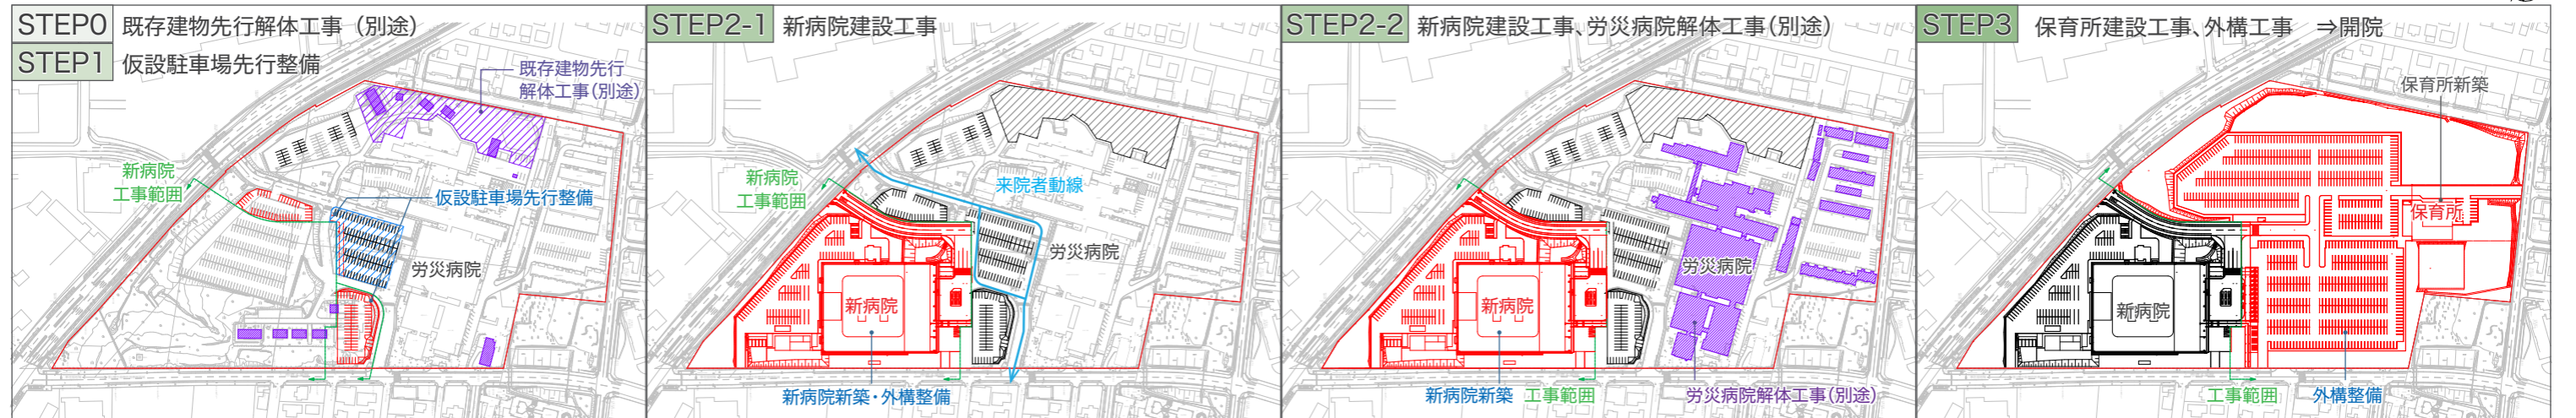 STEP0 既存建物先行解体工事（別途）
STEP1 仮設駐車場先行整備
既存建物先行
解体工事(別途)
新病院
工事範囲
仮設駐車場先行整備
労災病院
STEP2-1 新病院建設工事
新病院
工事範囲
来院者動線
労災病院
新病院
新病院新築・外構整備
STEP2-2 新病院建設工事、労災病院解体工事(別途)
労災病院
新病院
新病院新築 工事範囲 労災病院解体工事(別途)
STEP3 保育所建設工事、外構工事 ⇒開院
保育所新築
保育所
新病院
工事範囲 外構整備